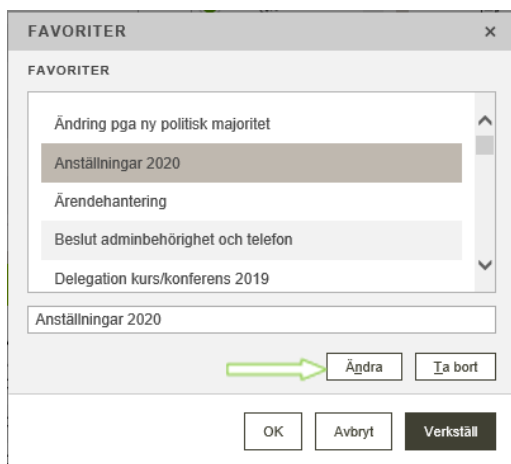 FAVORITER
FAVORITER
Ändring pga ny politisk majoritet
Anställningar 2020
Ärendehantering
Beslut adminbehörighet och telefon
Delegation kurs/konferens 2019
Anställningar 2020
Ändra Ta bort
OK Avbryt Verkställ